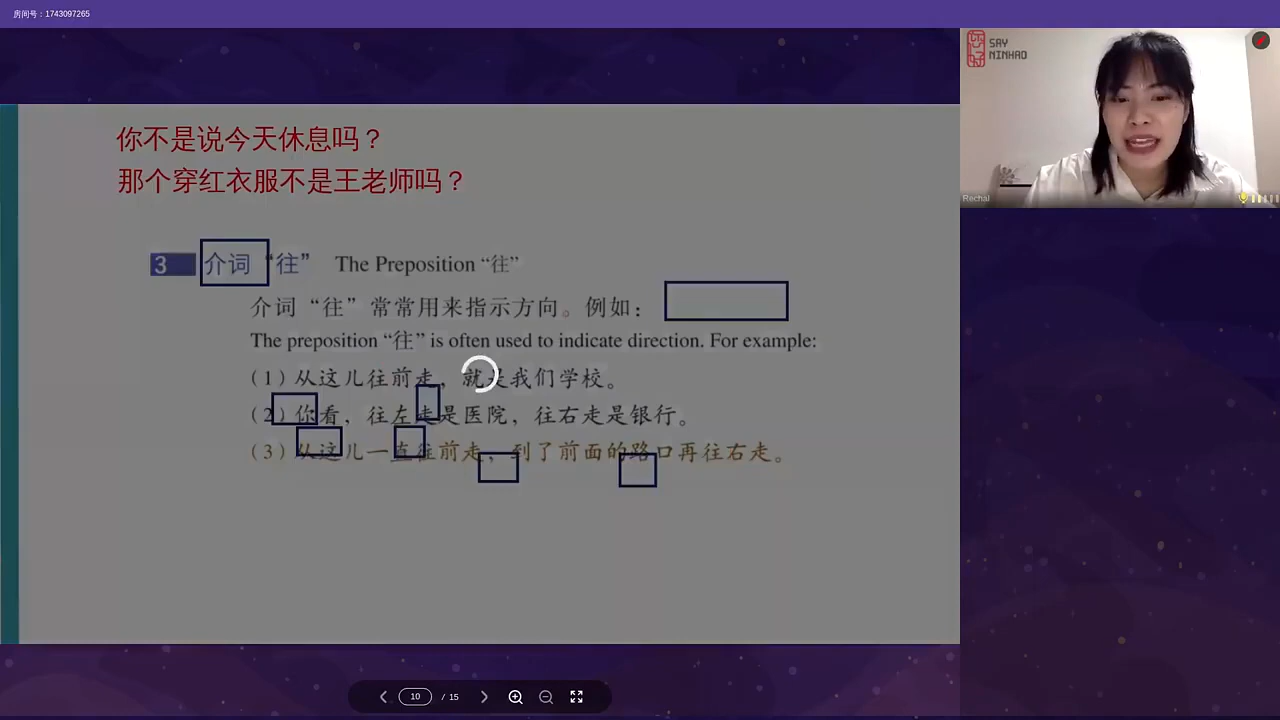 房间号：1743097265
SAY
NINHAO
你不是说今天休息吗？
那个穿红衣服不是王老师吗？
3 介词“往” The Preposition “往”
介词“往”常常用来指示方向。例如：
The preposition “往” is often used to indicate direction. For example:
（1）从这儿往前走，就是我们学校。
（2）你看，往左走是医院，往右走是银行。
（3）从这儿一直往前走，到了前面的路口再往右走。
Rechal
10 / 15